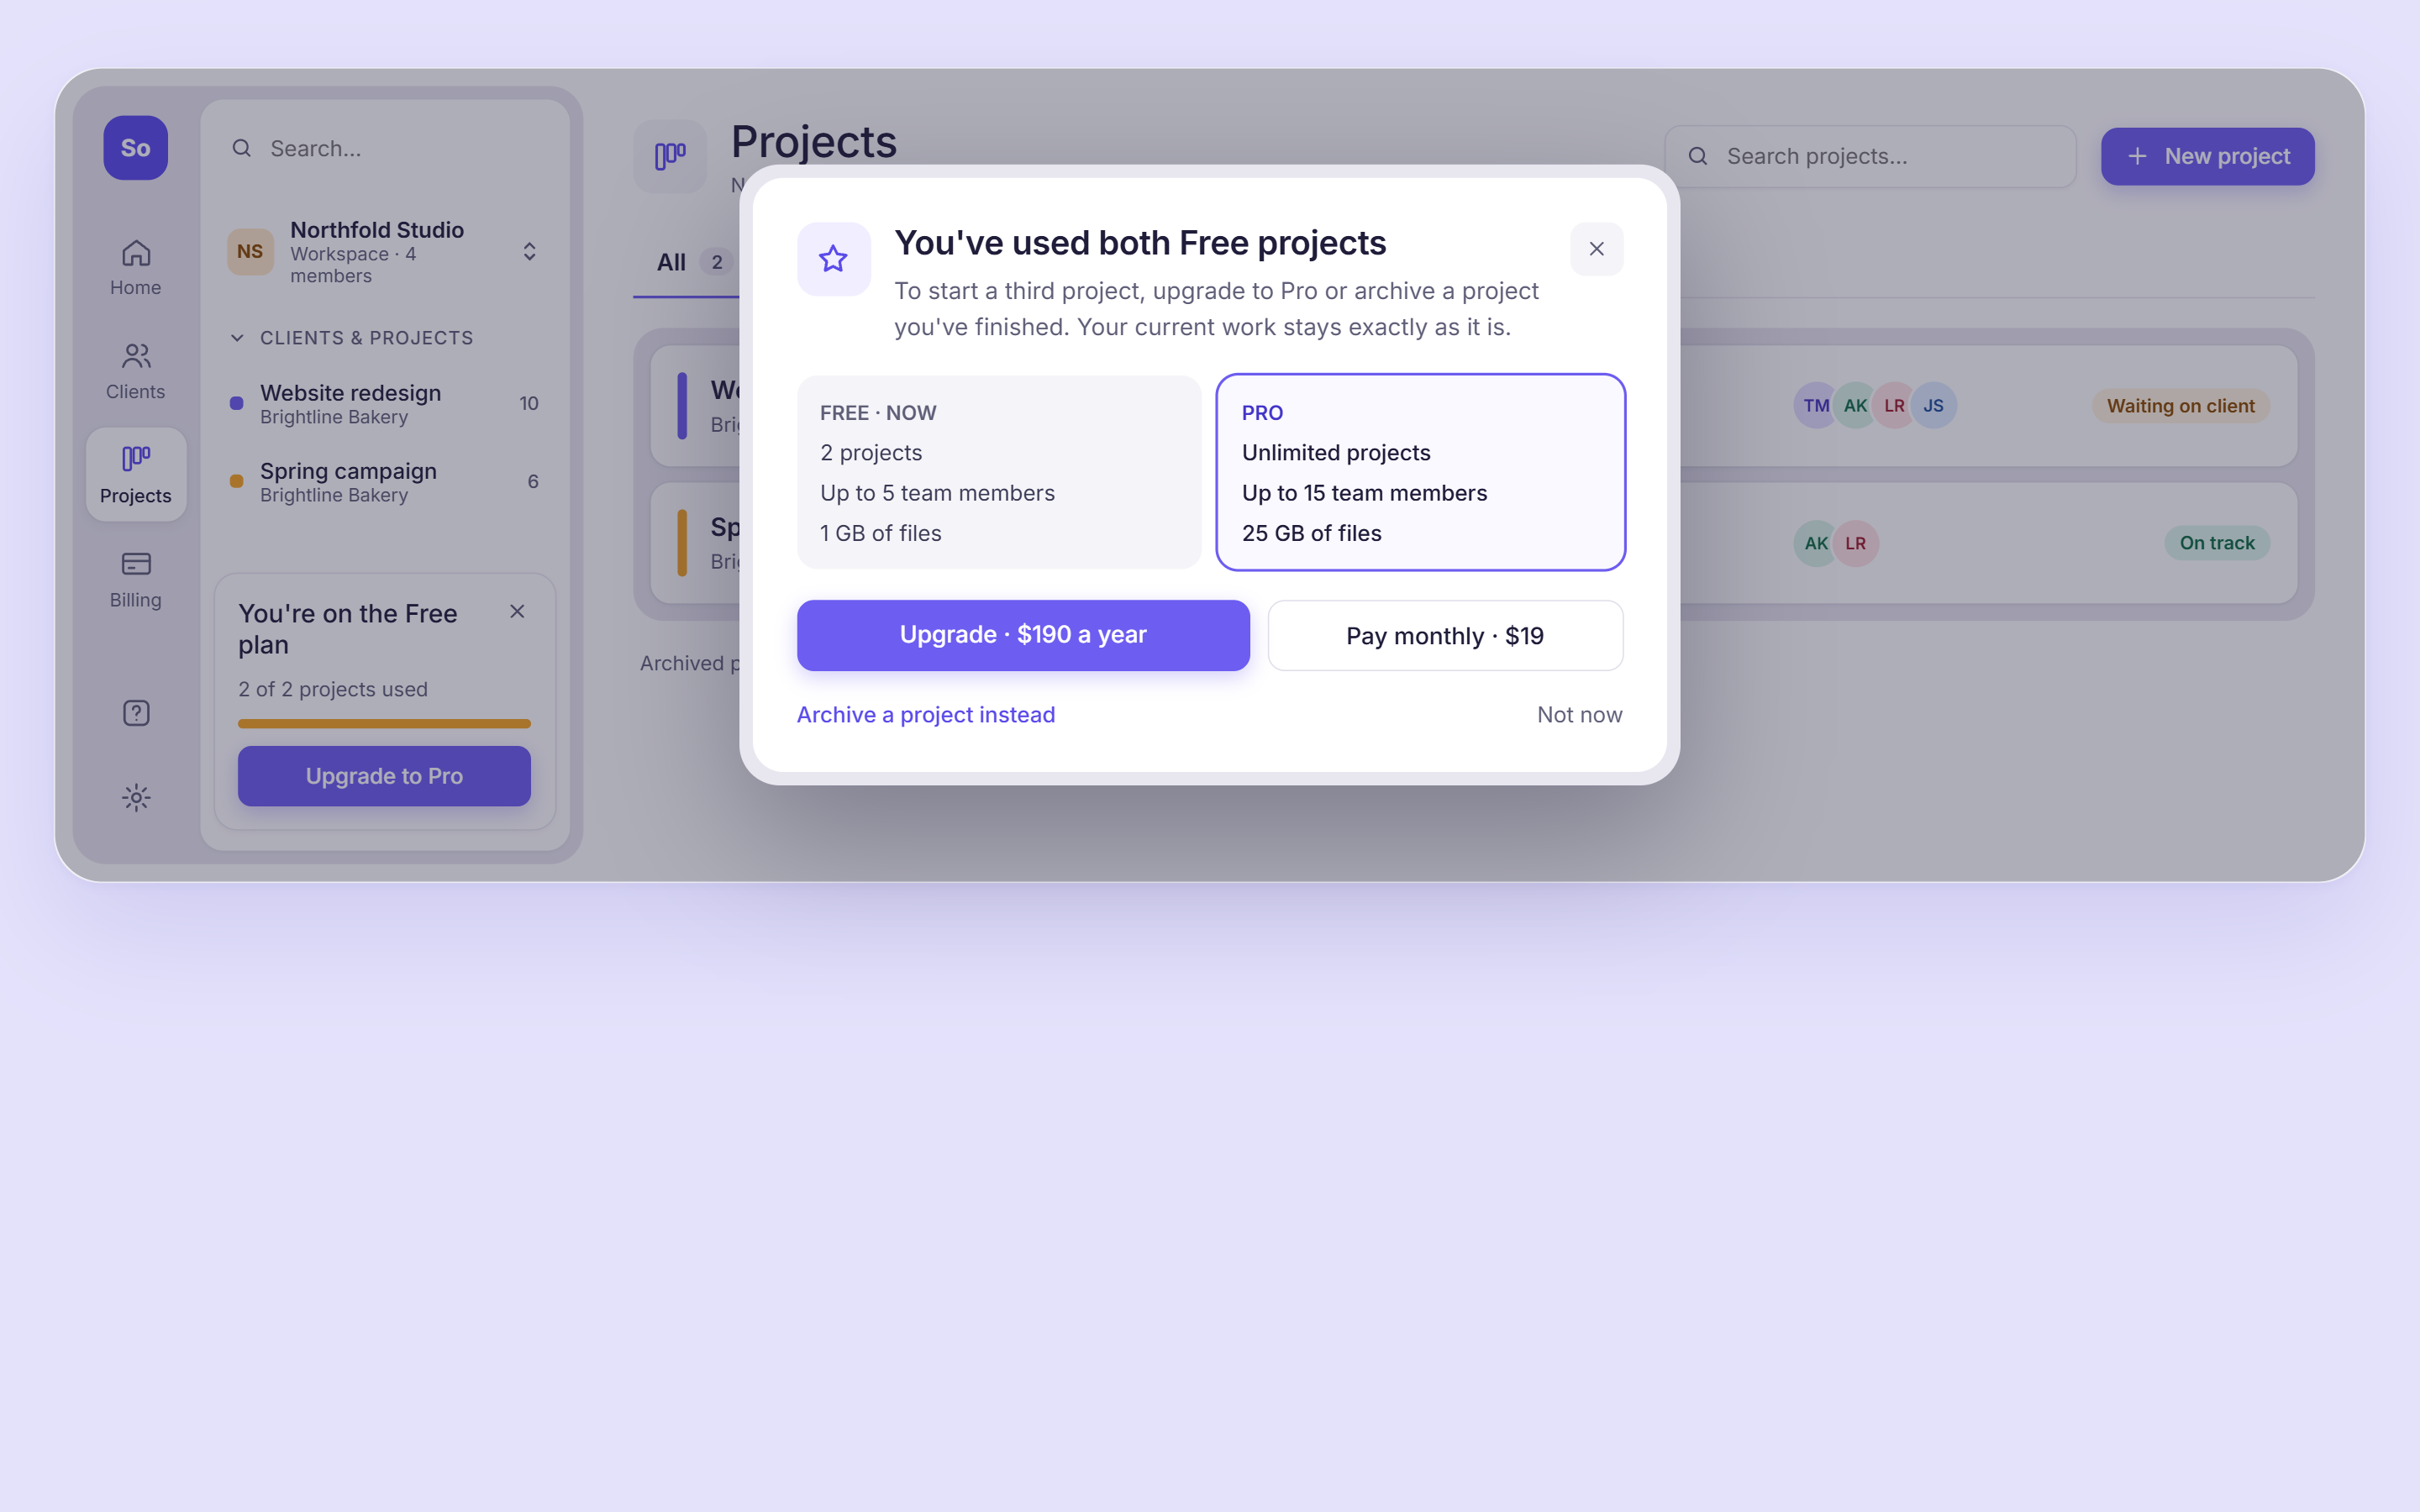 So
Home
Clients
Projects
Billing
Search...
NS
Northfold Studio
Workspace · 4
members
CLIENTS & PROJECTS
Website redesign
Brightline Bakery
10
Spring campaign
Brightline Bakery
6
You're on the Free
plan
2 of 2 projects used
Upgrade to Pro
Projects
Search projects...
New project
All 2
TM AK LR JS
Waiting on client
AK LR
On track
Archived
You've used both Free projects
To start a third project, upgrade to Pro or archive a project
you've finished. Your current work stays exactly as it is.
FREE · NOW
2 projects
Up to 5 team members
1 GB of files
PRO
Unlimited projects
Up to 15 team members
25 GB of files
Upgrade · $190 a year
Pay monthly · $19
Archive a project instead
Not now